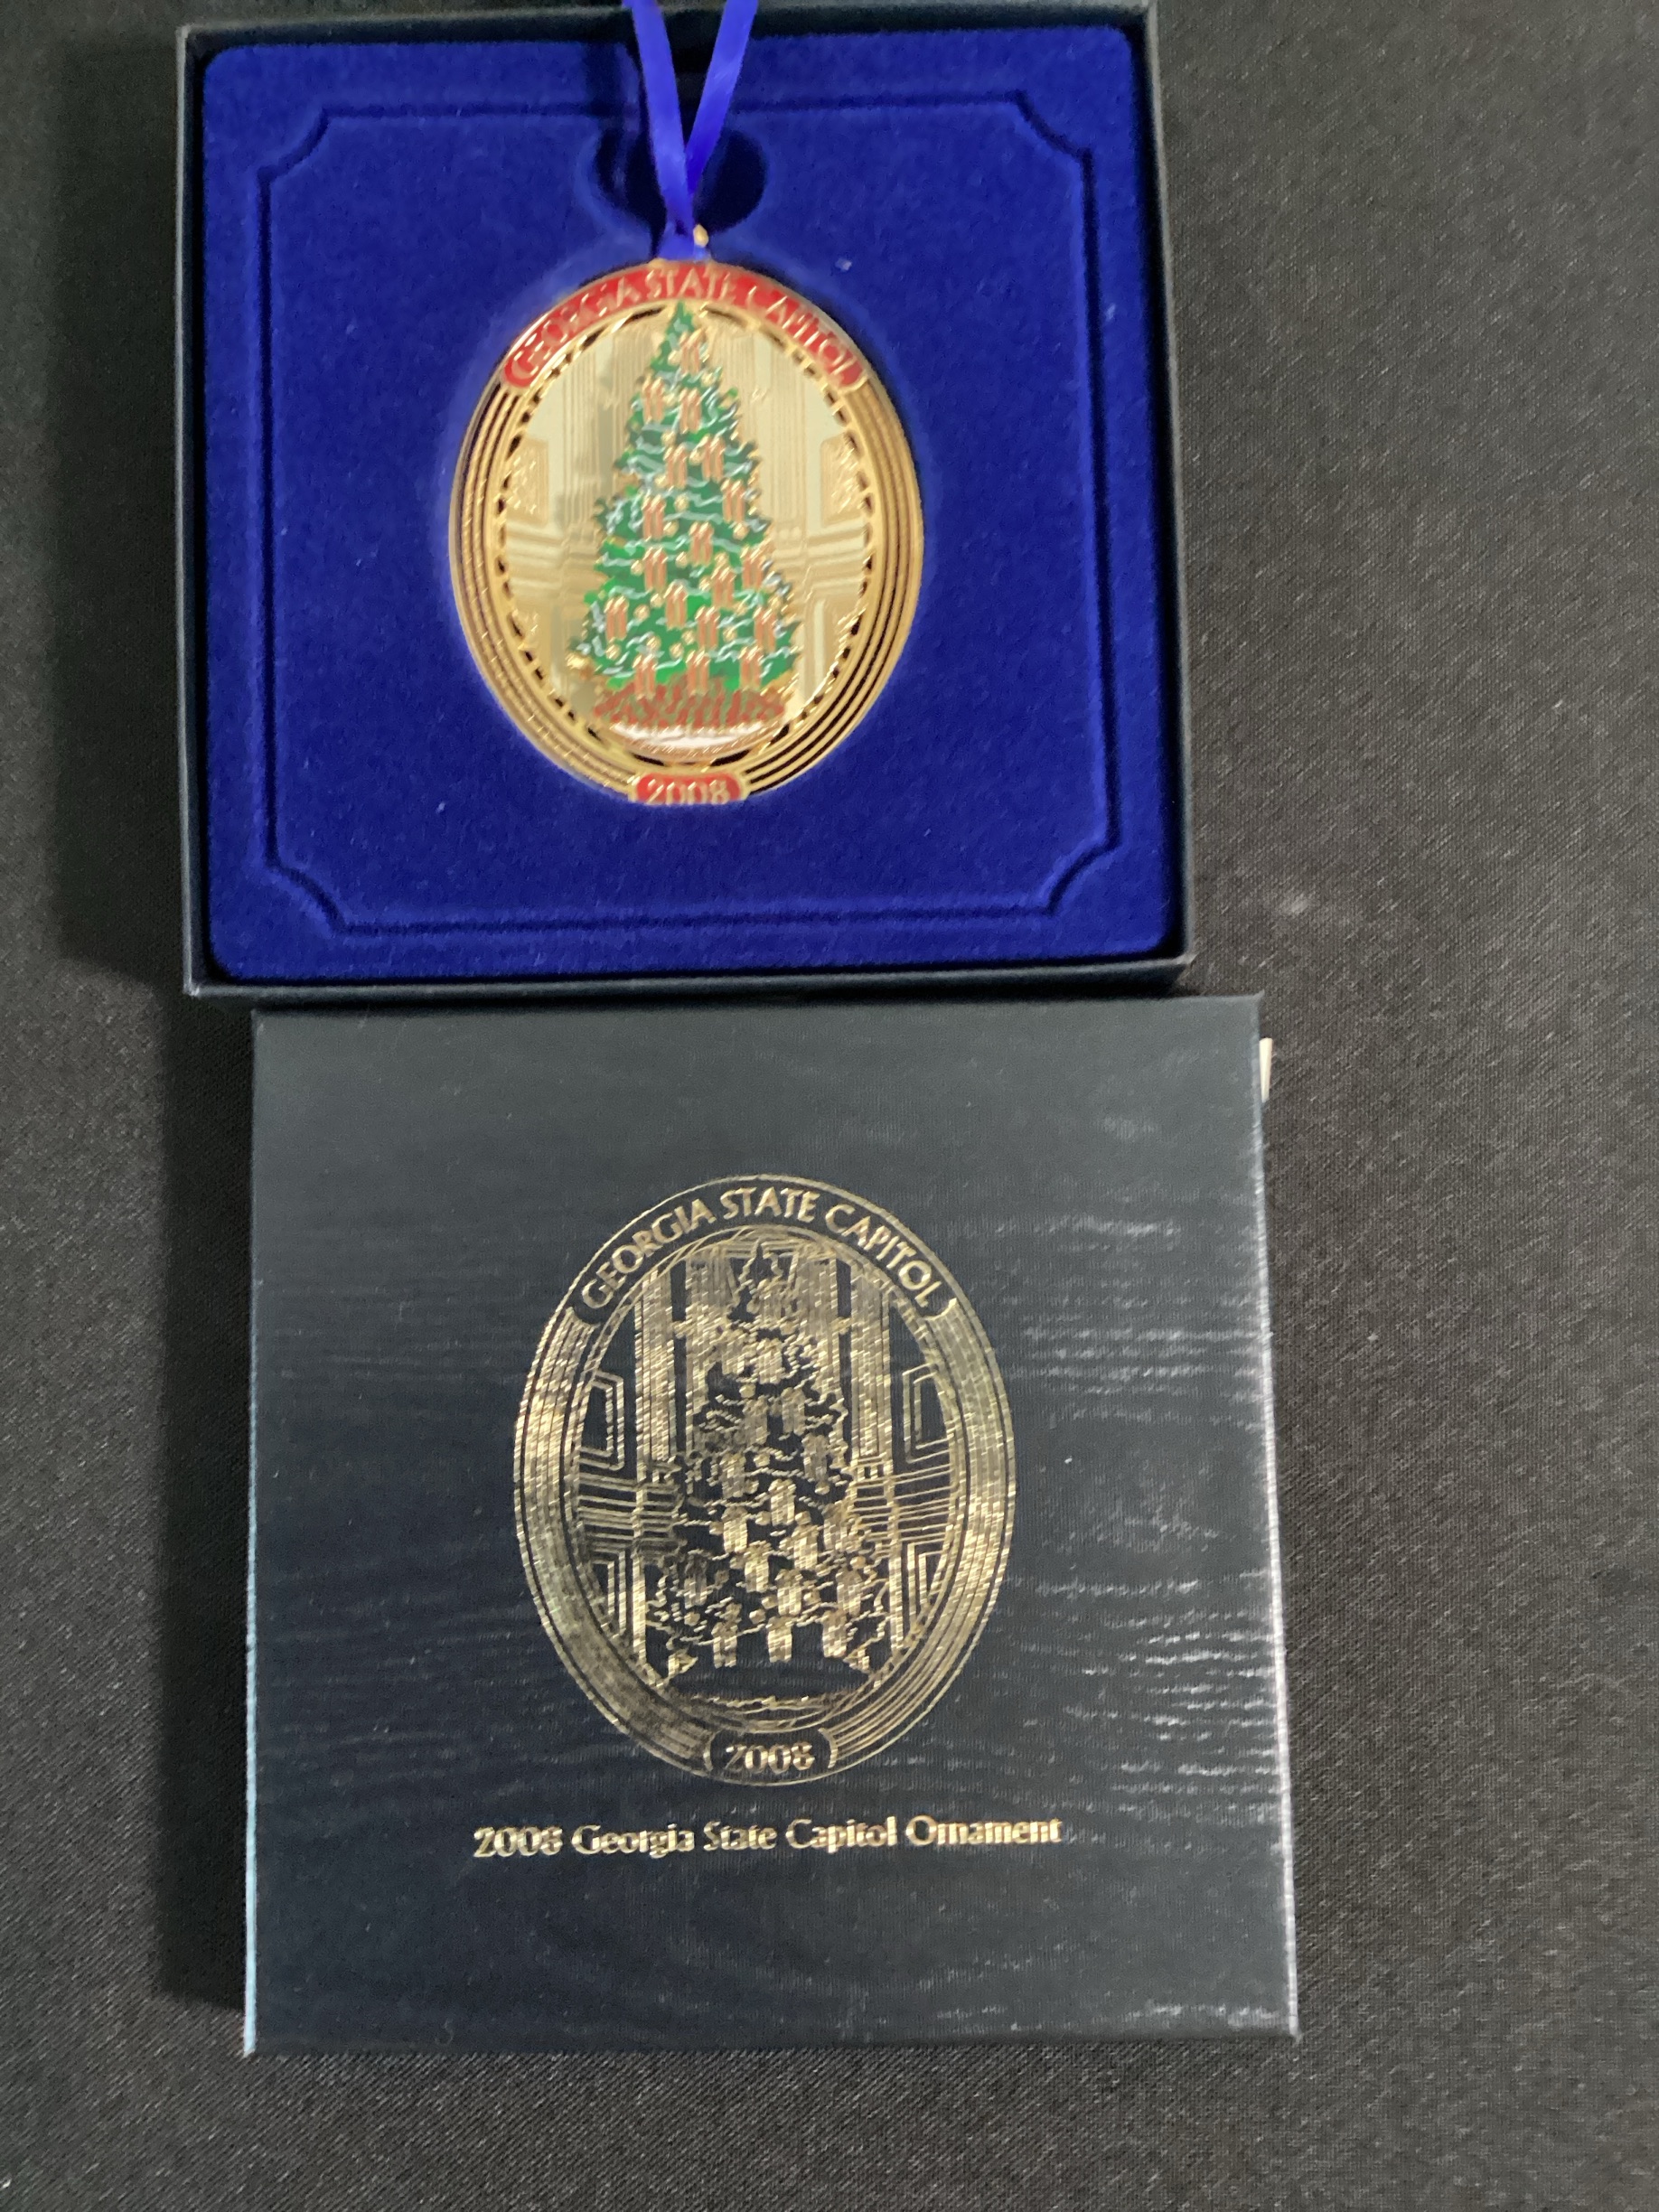 GEORGIA STATE CAPITOL
2008
GEORGIA STATE CAPITOL
2008
2008 Georgia State Capitol Ornament